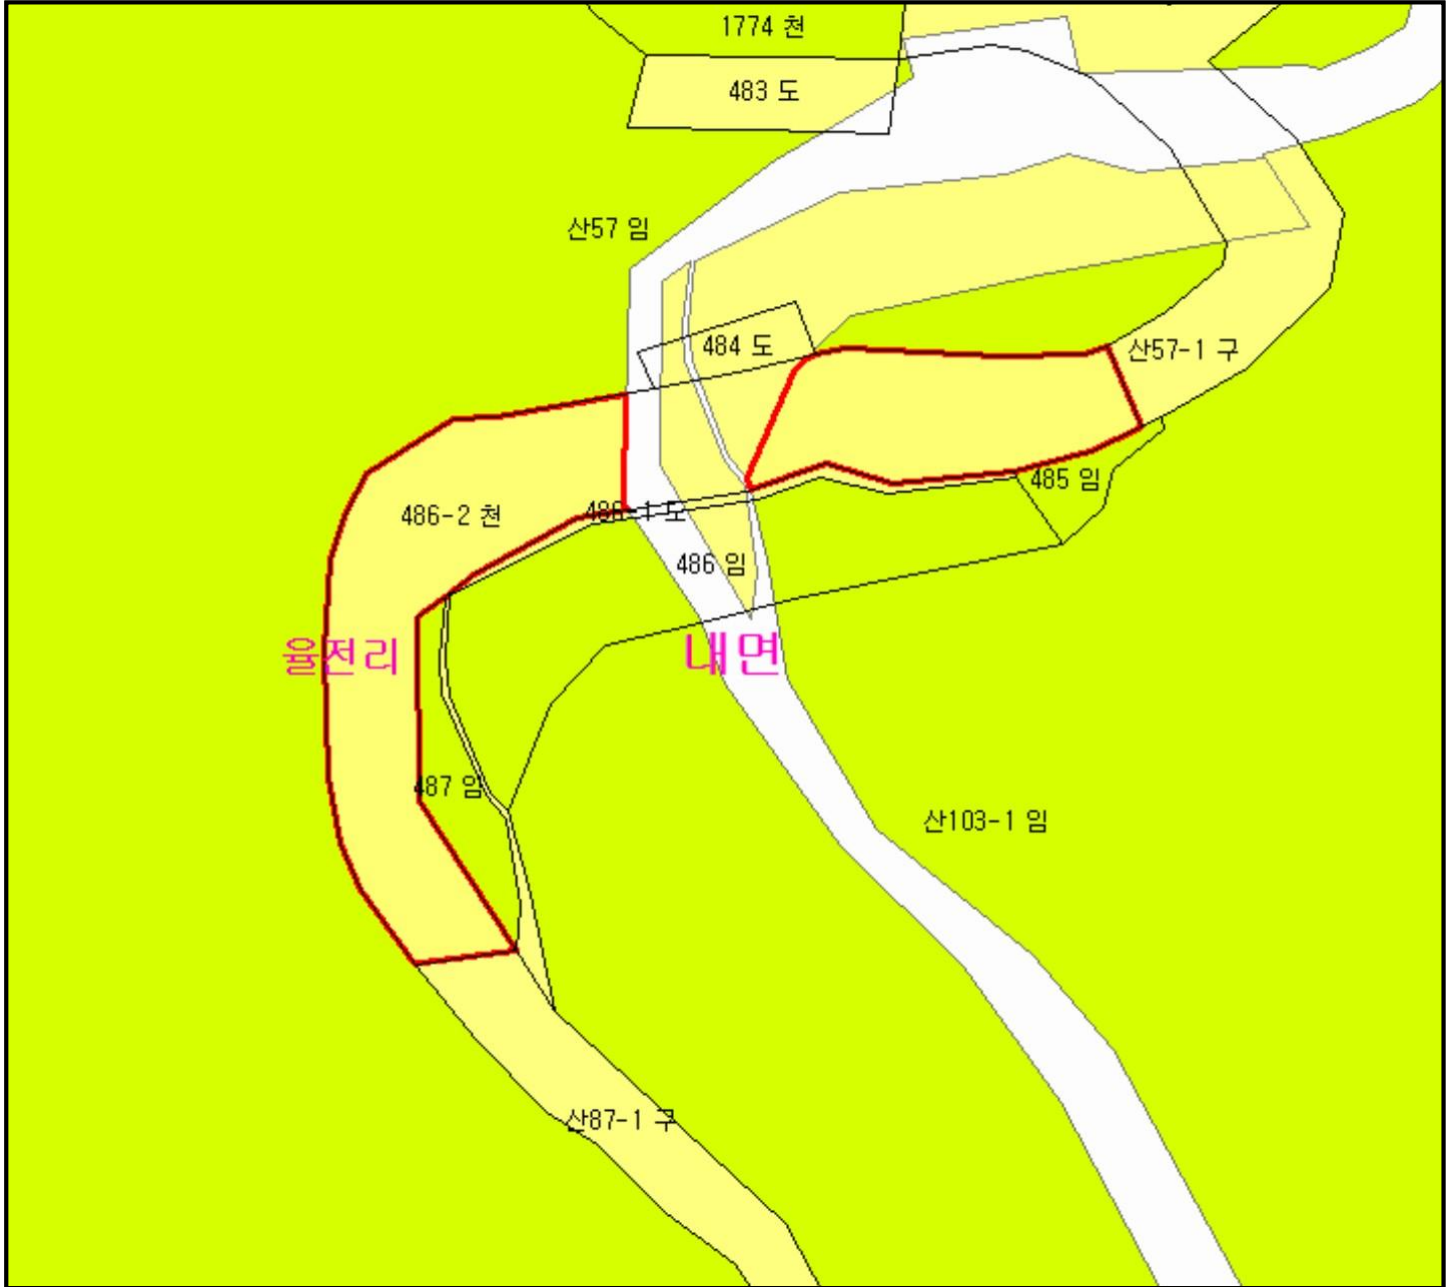 1774 천
483 도
산57 임
484 도
산57-1 구
485 임
486-2 천
486-1 도
486 임
율전리
내면
487 임
산103-1 임
산87-1 구